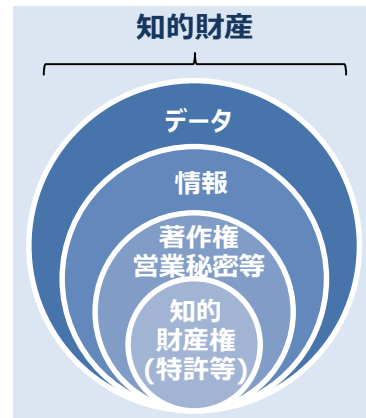 知的財産
データ
情報
著作権
営業秘密等
知的
財産権
(特許等)